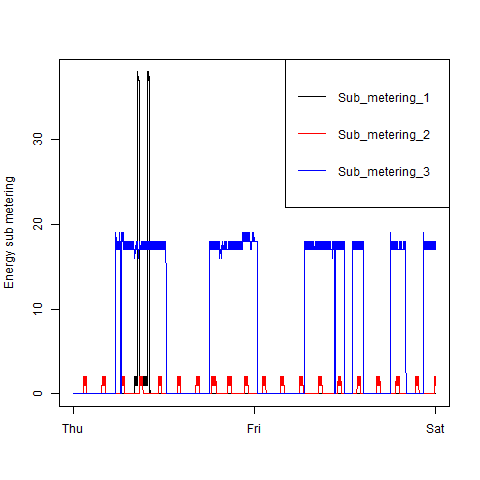 Sub_metering_1
Sub_metering_2
Sub_metering_3
Energy sub metering
30
20
10
0
Thu
Fri
Sat